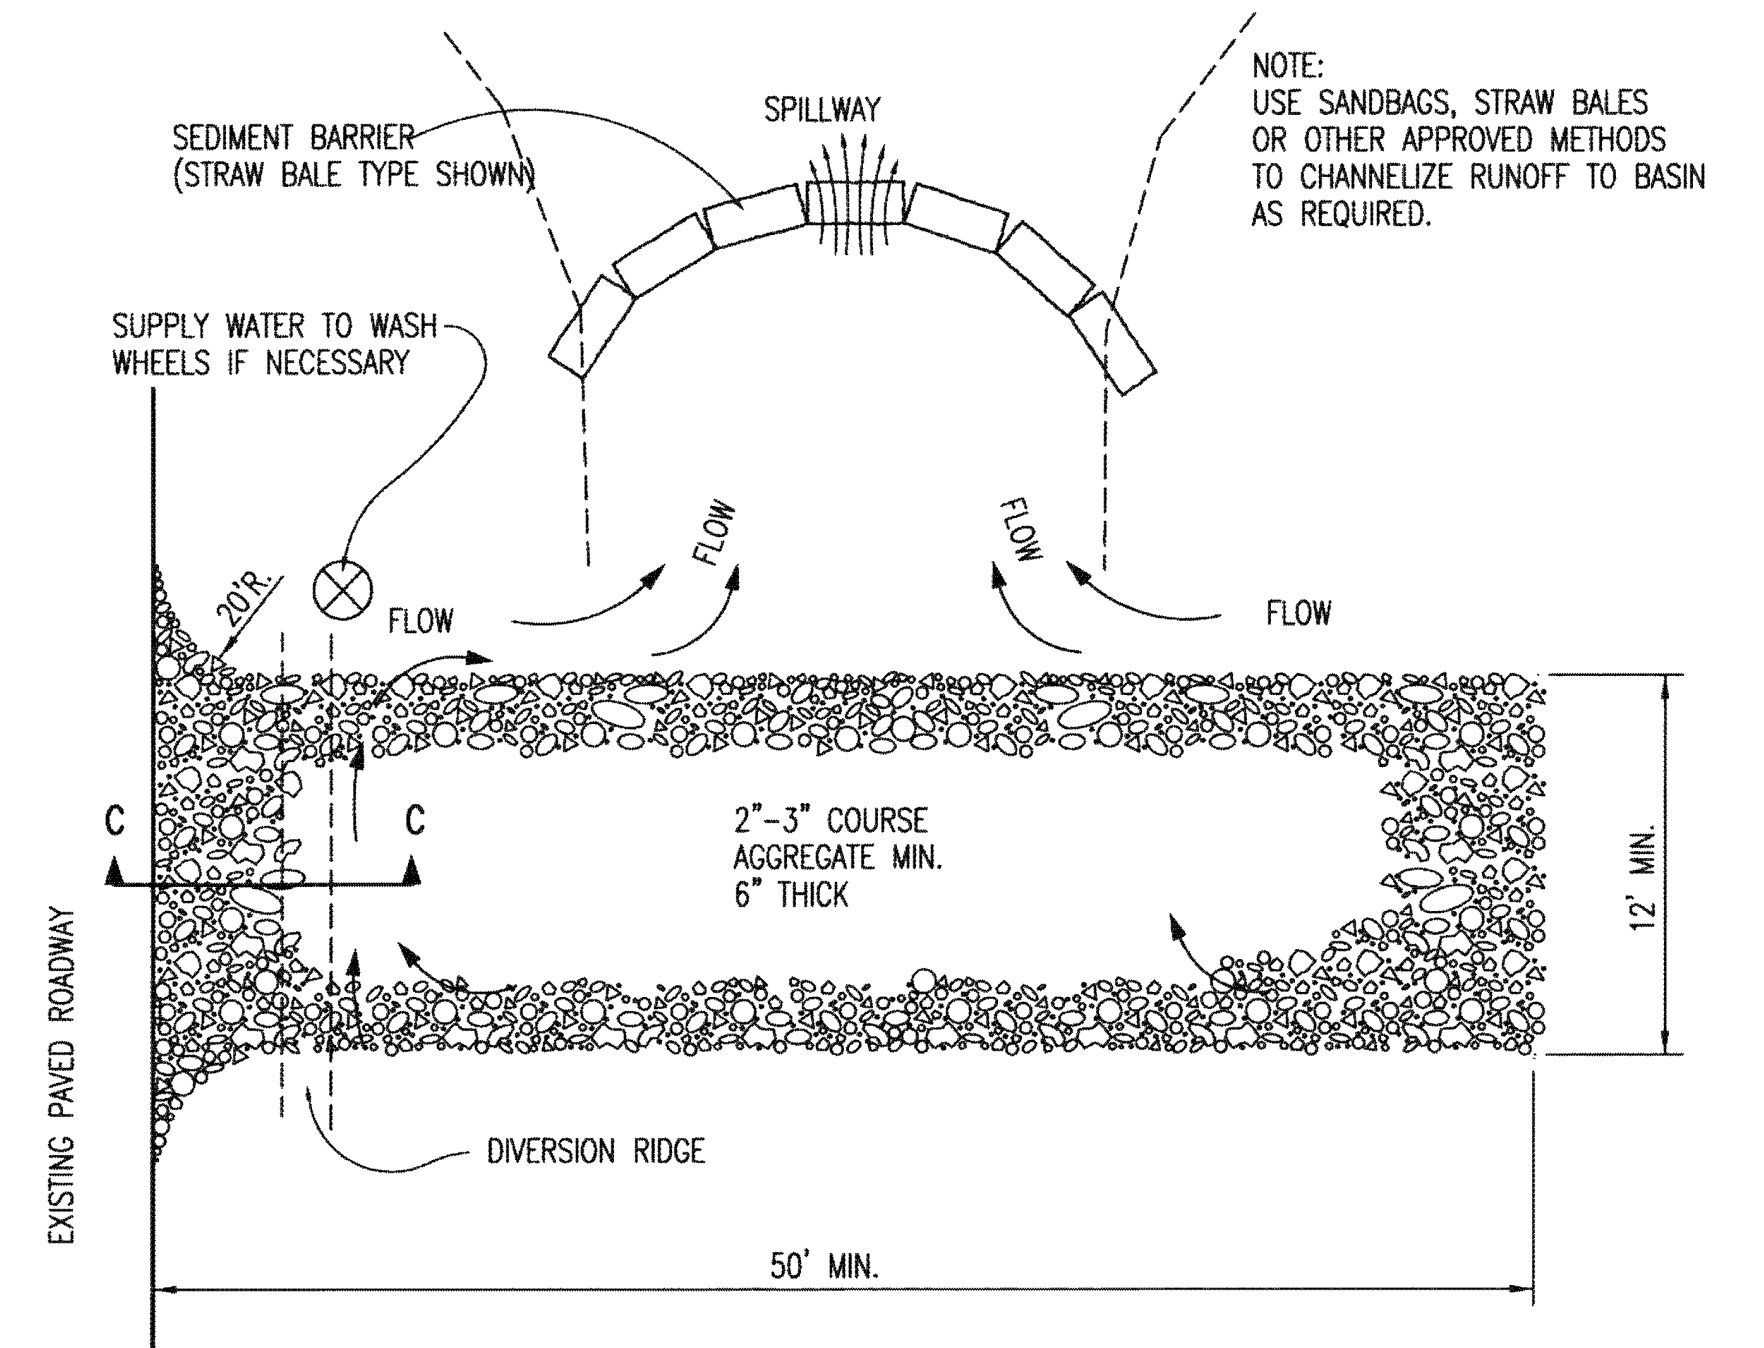 SPILLWAY
NOTE:
USE SANDBAGS, STRAW BALES
OR OTHER APPROVED METHODS
TO CHANNELIZE RUNOFF TO BASIN
AS REQUIRED.
SEDIMENT BARRIER
(STRAW BALE TYPE SHOWN)
SUPPLY WATER TO WASH
WHEELS IF NECESSARY
FLOW
FLOW
20'R.
FLOW
FLOW
C
C
2"-3" COURSE
AGGREGATE MIN.
6" THICK
12' MIN.
EXISTING PAVED ROADWAY
DIVERSION RIDGE
50' MIN.